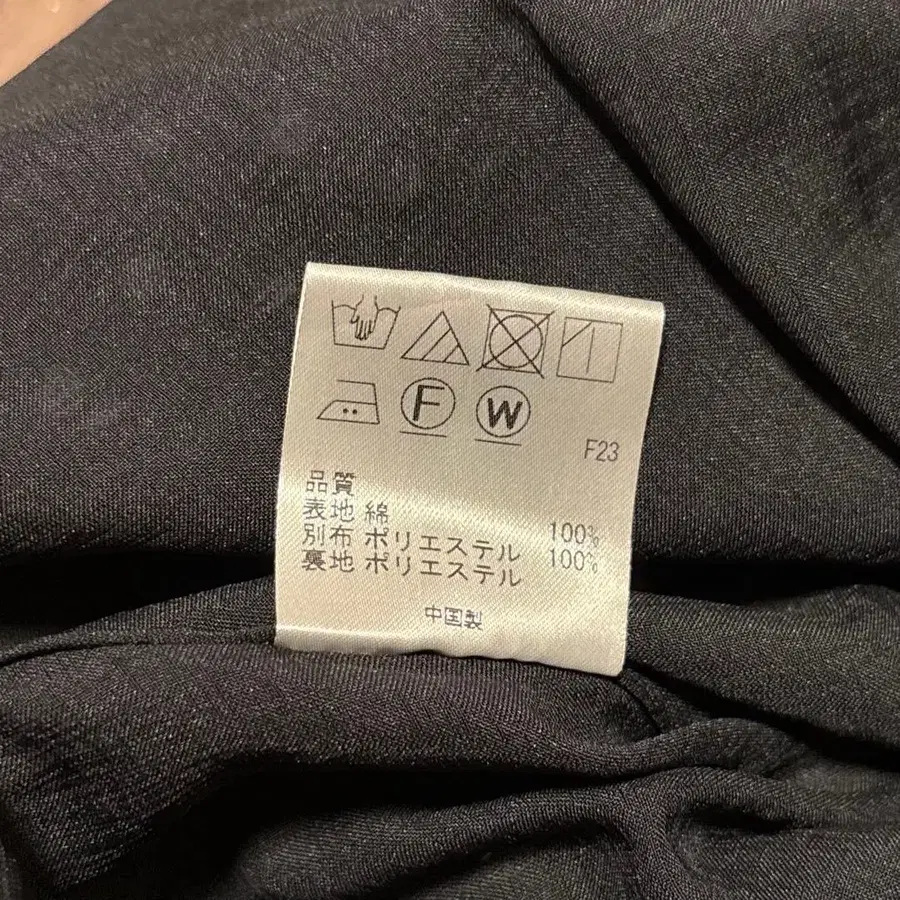 F W
F23
品質
表地 綿 100%
別布 ポリエステル 100%
裏地 ポリエステル
中国製